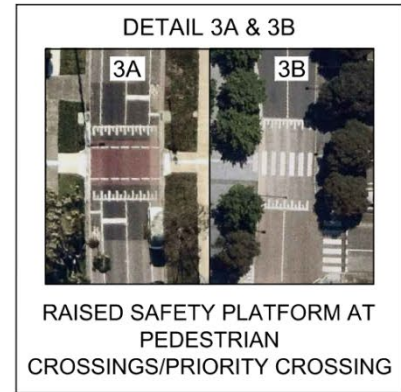 DETAIL 3A & 3B
3A
3B
RAISED SAFETY PLATFORM AT
PEDESTRIAN
CROSSINGS/PRIORITY CROSSING